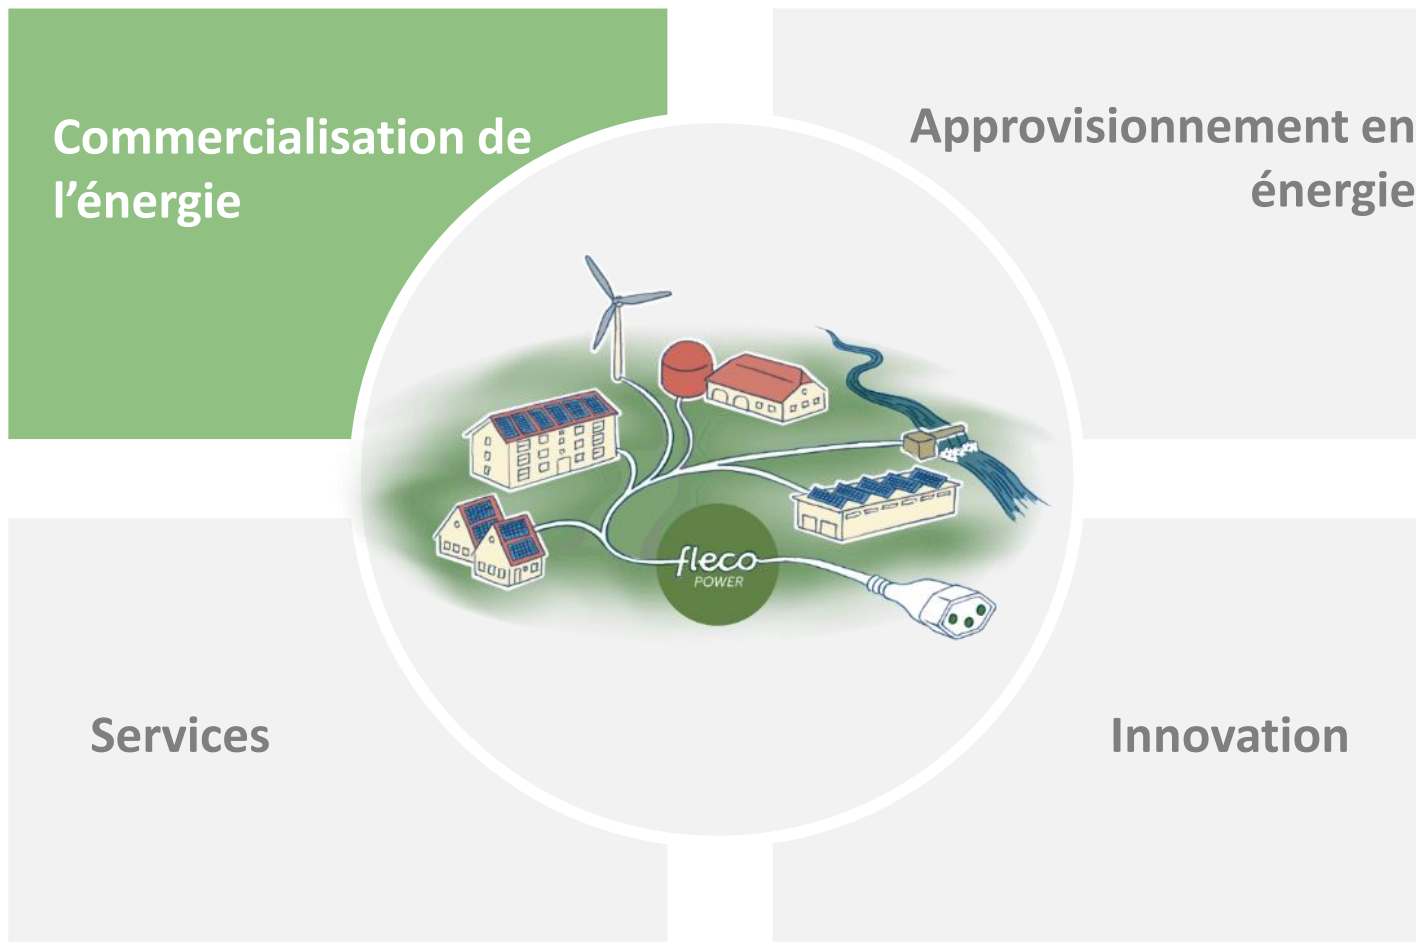 Commercialisation de
l’énergie
Approvisionnement en
énergie
fleco
POWER
Services
Innovation